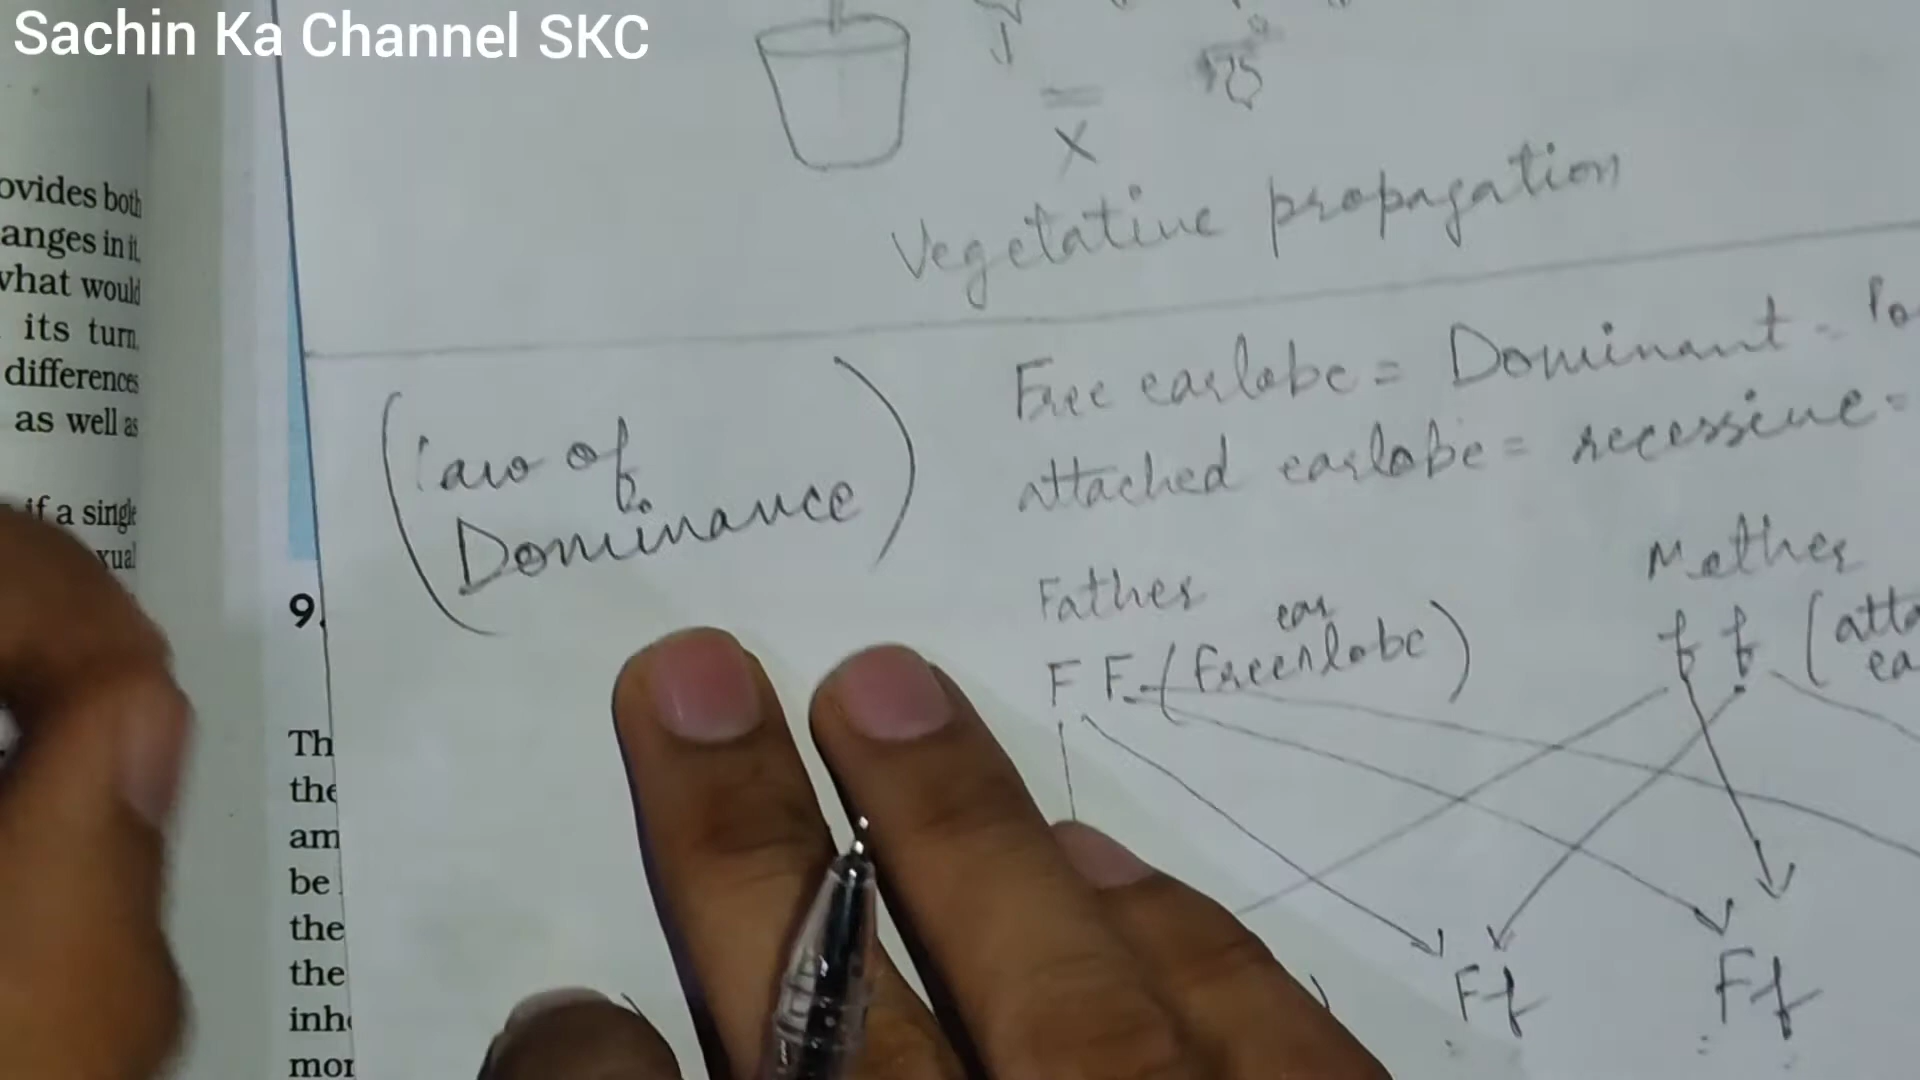 Sachin Ka Channel SKC
ovides both
anges in it,
what would
its turn,
differences
as well as
if a single
xual
X
Vegetative propagation
Free earlobe = Dominant -
attached earlobe = recessive =
(law of
Dominance)
Father
Mother
ear
F F (free^lobe)
f f (atta
ea
Ff
Ff
9.
Th
the
am
be
the
the
inh
mor